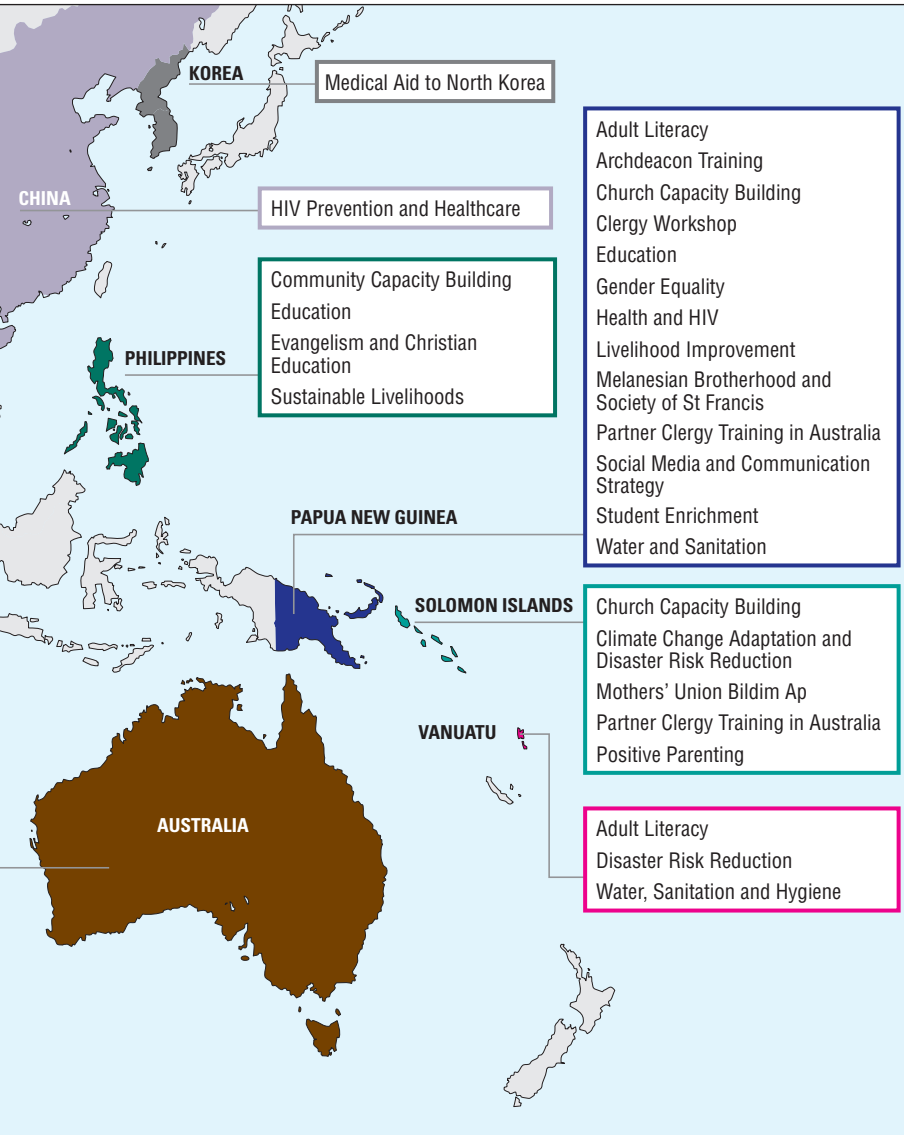 KOREA
Medical Aid to North Korea
CHINA
HIV Prevention and Healthcare
PHILIPPINES
Community Capacity Building
Education
Evangelism and Christian
Education
Sustainable Livelihoods
PAPUA NEW GUINEA
Adult Literacy
Archdeacon Training
Church Capacity Building
Clergy Workshop
Education
Gender Equality
Health and HIV
Livelihood Improvement
Melanesian Brotherhood and
Society of St Francis
Partner Clergy Training in Australia
Social Media and Communication
Strategy
Student Enrichment
Water and Sanitation
SOLOMON ISLANDS
Church Capacity Building
Climate Change Adaptation and
Disaster Risk Reduction
Mothers’ Union Bildim Ap
Partner Clergy Training in Australia
Positive Parenting
VANUATU
Adult Literacy
Disaster Risk Reduction
Water, Sanitation and Hygiene
AUSTRALIA